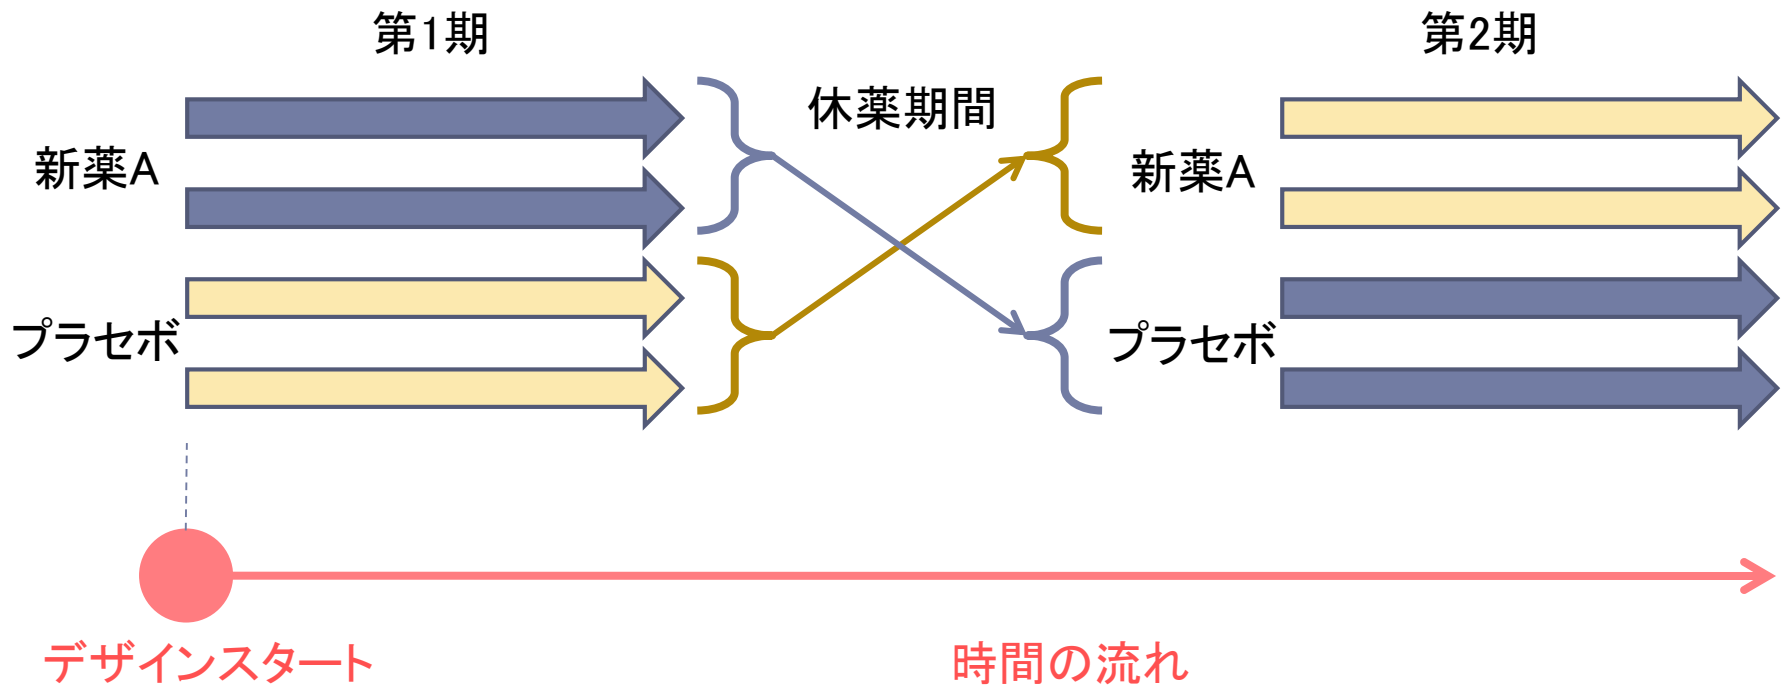 第1期
休薬期間
第2期
新薬A
プラセボ
新薬A
プラセボ
デザインスタート
時間の流れ